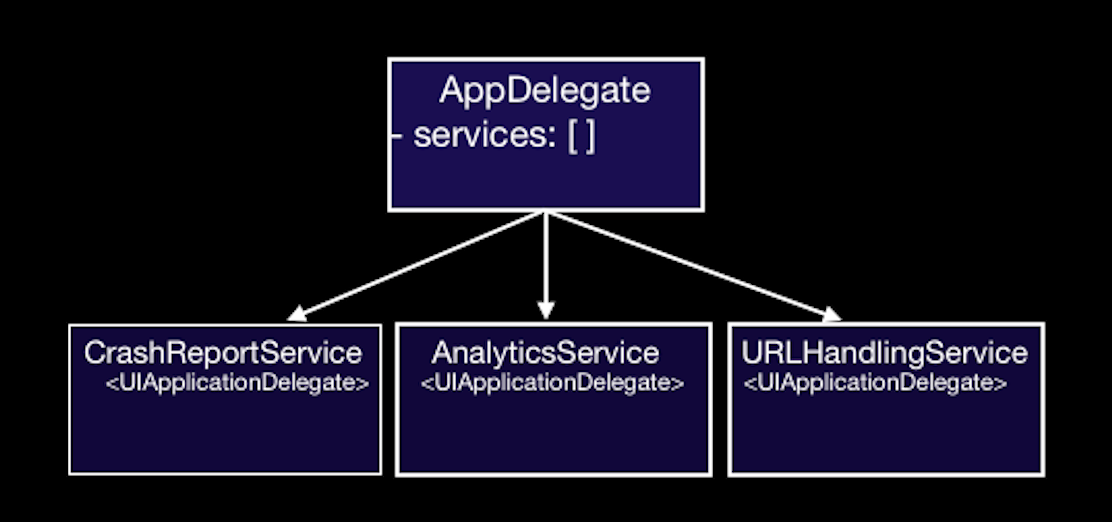 AppDelegate
- services: [ ]
CrashReportService
<UIApplicationDelegate>
AnalyticsService
<UIApplicationDelegate>
URLHandlingService
<UIApplicationDelegate>